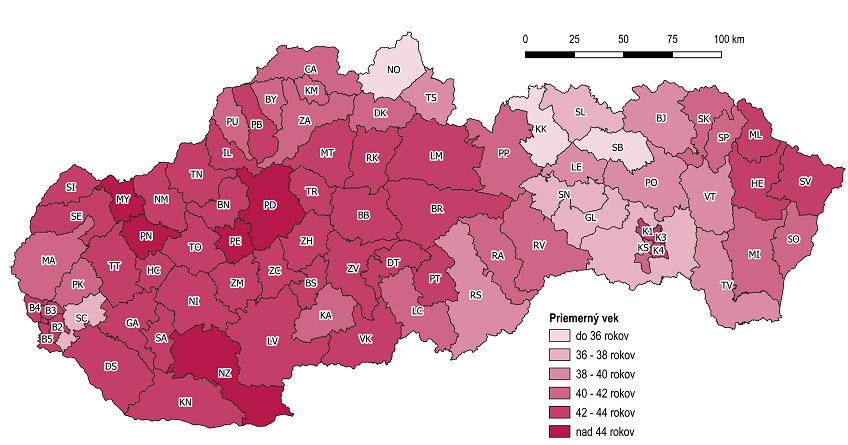 0 25 50 75 100 km
NO
CA
KM
BY
TS
PU
PB
ZA
DK
SL
KK
BJ
SK
SP
ML
SB
IL
MT
RK
LM
PP
LE
PO
HE
SV
SI
TN
MY
NM
BN
PD
TR
SN
VT
SE
BB
BR
GL
PN
PE
TO
ZH
K1
K3
KS
K4
RV
RA
SO
MA
TT
HC
ZM
ZC
ZV
DT
PT
MI
PK
BS
TV
NI
RS
B4
B3
SC
KA
LC
B2
GA
SA
LV
VK
B5
DS
NZ
KN
Priemerný vek
do 36 rokov
36 - 38 rokov
38 - 40 rokov
40 - 42 rokov
42 - 44 rokov
nad 44 rokov